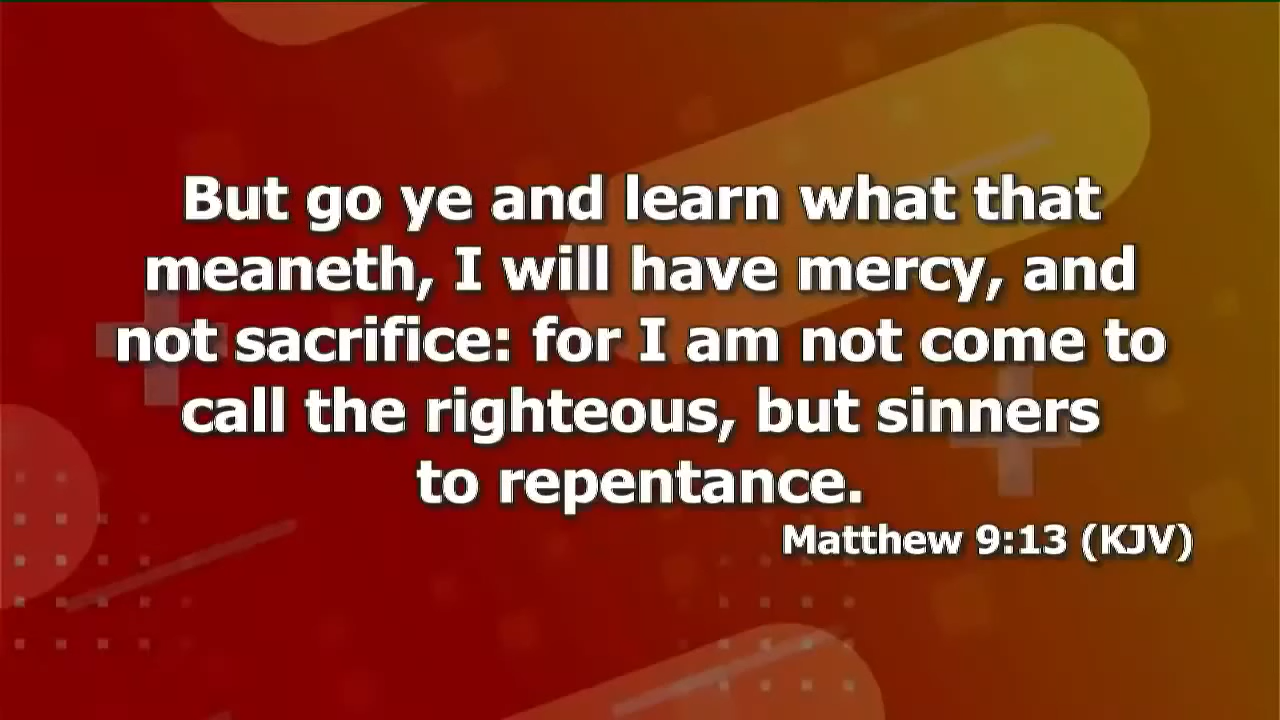 But go ye and learn what that
meaneth, I will have mercy, and
not sacrifice: for I am not come to
call the righteous, but sinners
to repentance.
Matthew 9:13 (KJV)